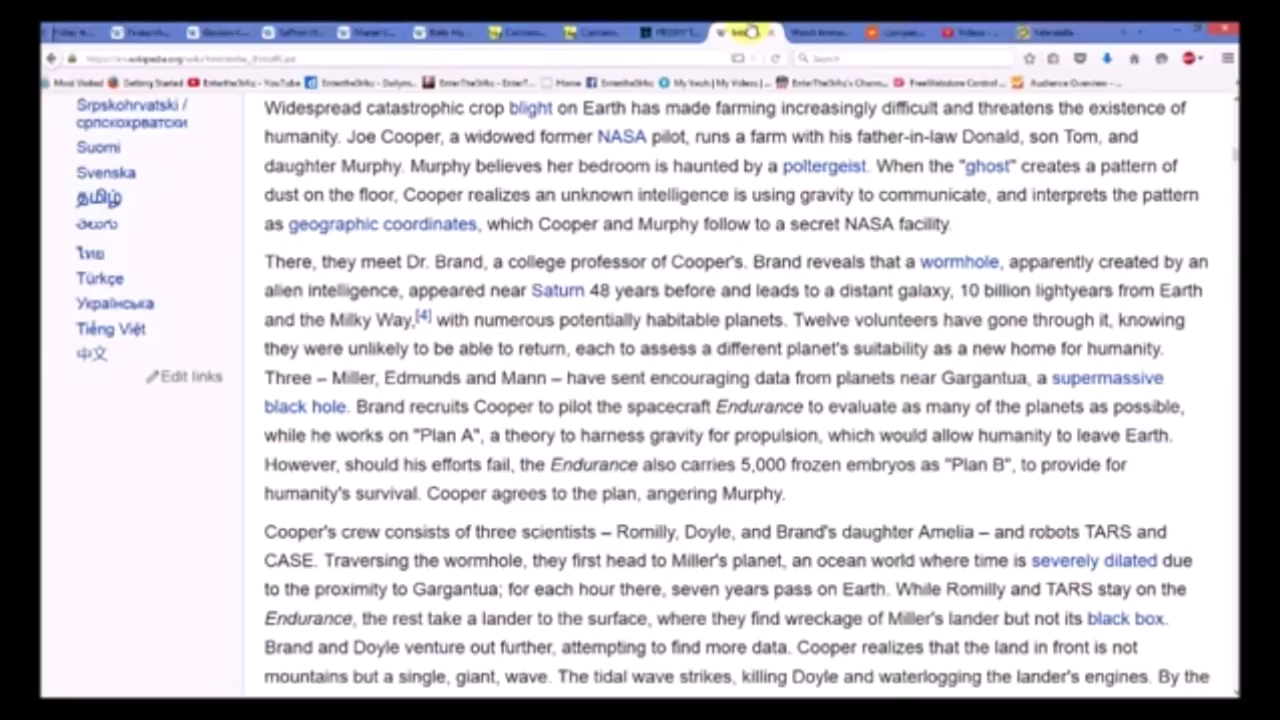 Search
Most Visited
Getting Started
EntertheStArz - YouTube
Home
Srpskohrvatski /
српскохрватски
Suomi
Svenska
தமிழ்
తెలుగు
ไทย
Türkçe
Українська
Tiếng Việt
中文
Edit links
Widespread catastrophic crop blight on Earth has made farming increasingly difficult and threatens the existence of
humanity. Joe Cooper, a widowed former NASA pilot, runs a farm with his father-in-law Donald, son Tom, and
daughter Murphy. Murphy believes her bedroom is haunted by a poltergeist. When the "ghost" creates a pattern of
dust on the floor, Cooper realizes an unknown intelligence is using gravity to communicate, and interprets the pattern
as geographic coordinates, which Cooper and Murphy follow to a secret NASA facility.
There, they meet Dr. Brand, a college professor of Cooper's. Brand reveals that a wormhole, apparently created by an
alien intelligence, appeared near Saturn 48 years before and leads to a distant galaxy, 10 billion lightyears from Earth
and the Milky Way,[4] with numerous potentially habitable planets. Twelve volunteers have gone through it, knowing
they were unlikely to be able to return, each to assess a different planet's suitability as a new home for humanity.
Three – Miller, Edmunds and Mann – have sent encouraging data from planets near Gargantua, a supermassive
black hole. Brand recruits Cooper to pilot the spacecraft Endurance to evaluate as many of the planets as possible,
while he works on "Plan A", a theory to harness gravity for propulsion, which would allow humanity to leave Earth.
However, should his efforts fail, the Endurance also carries 5,000 frozen embryos as "Plan B", to provide for
humanity's survival. Cooper agrees to the plan, angering Murphy.
Cooper's crew consists of three scientists – Romilly, Doyle, and Brand's daughter Amelia – and robots TARS and
CASE. Traversing the wormhole, they first head to Miller's planet, an ocean world where time is severely dilated due
to the proximity to Gargantua; for each hour there, seven years pass on Earth. While Romilly and TARS stay on the
Endurance, the rest take a lander to the surface, where they find wreckage of Miller's lander but not its black box.
Brand and Doyle venture out further, attempting to find more data. Cooper realizes that the land in front is not
mountains but a single, giant, wave. The tidal wave strikes, killing Doyle and waterlogging the lander's engines. By the